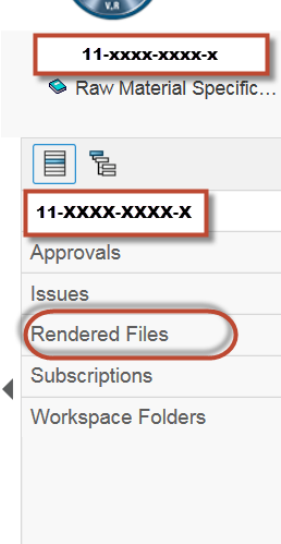 V,R
11-xxxx-xxxx-x
Raw Material Specific...
11-XXXX-XXXX-X
Approvals
Issues
Rendered Files
Subscriptions
Workspace Folders